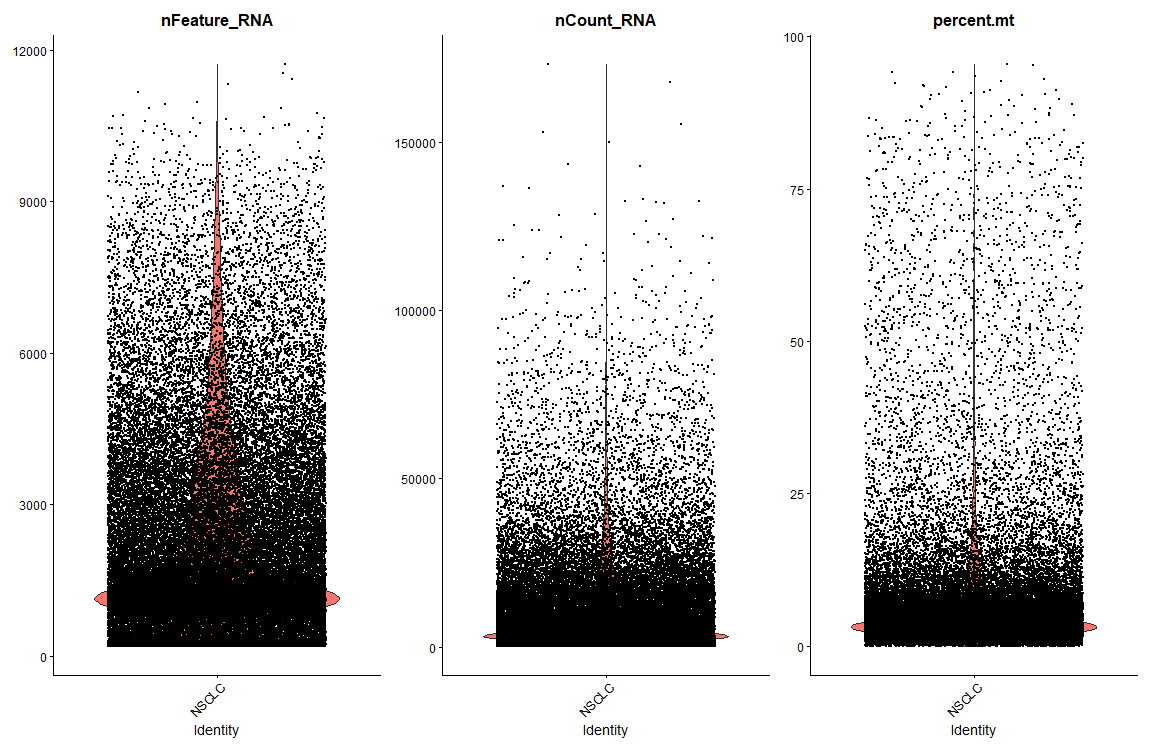 nFeature_RNA
12000
9000
6000
3000
0
NSCLC
Identity
nCount_RNA
150000
100000
50000
0
NSCLC
Identity
percent.mt
100
75
50
25
0
NSCLC
Identity